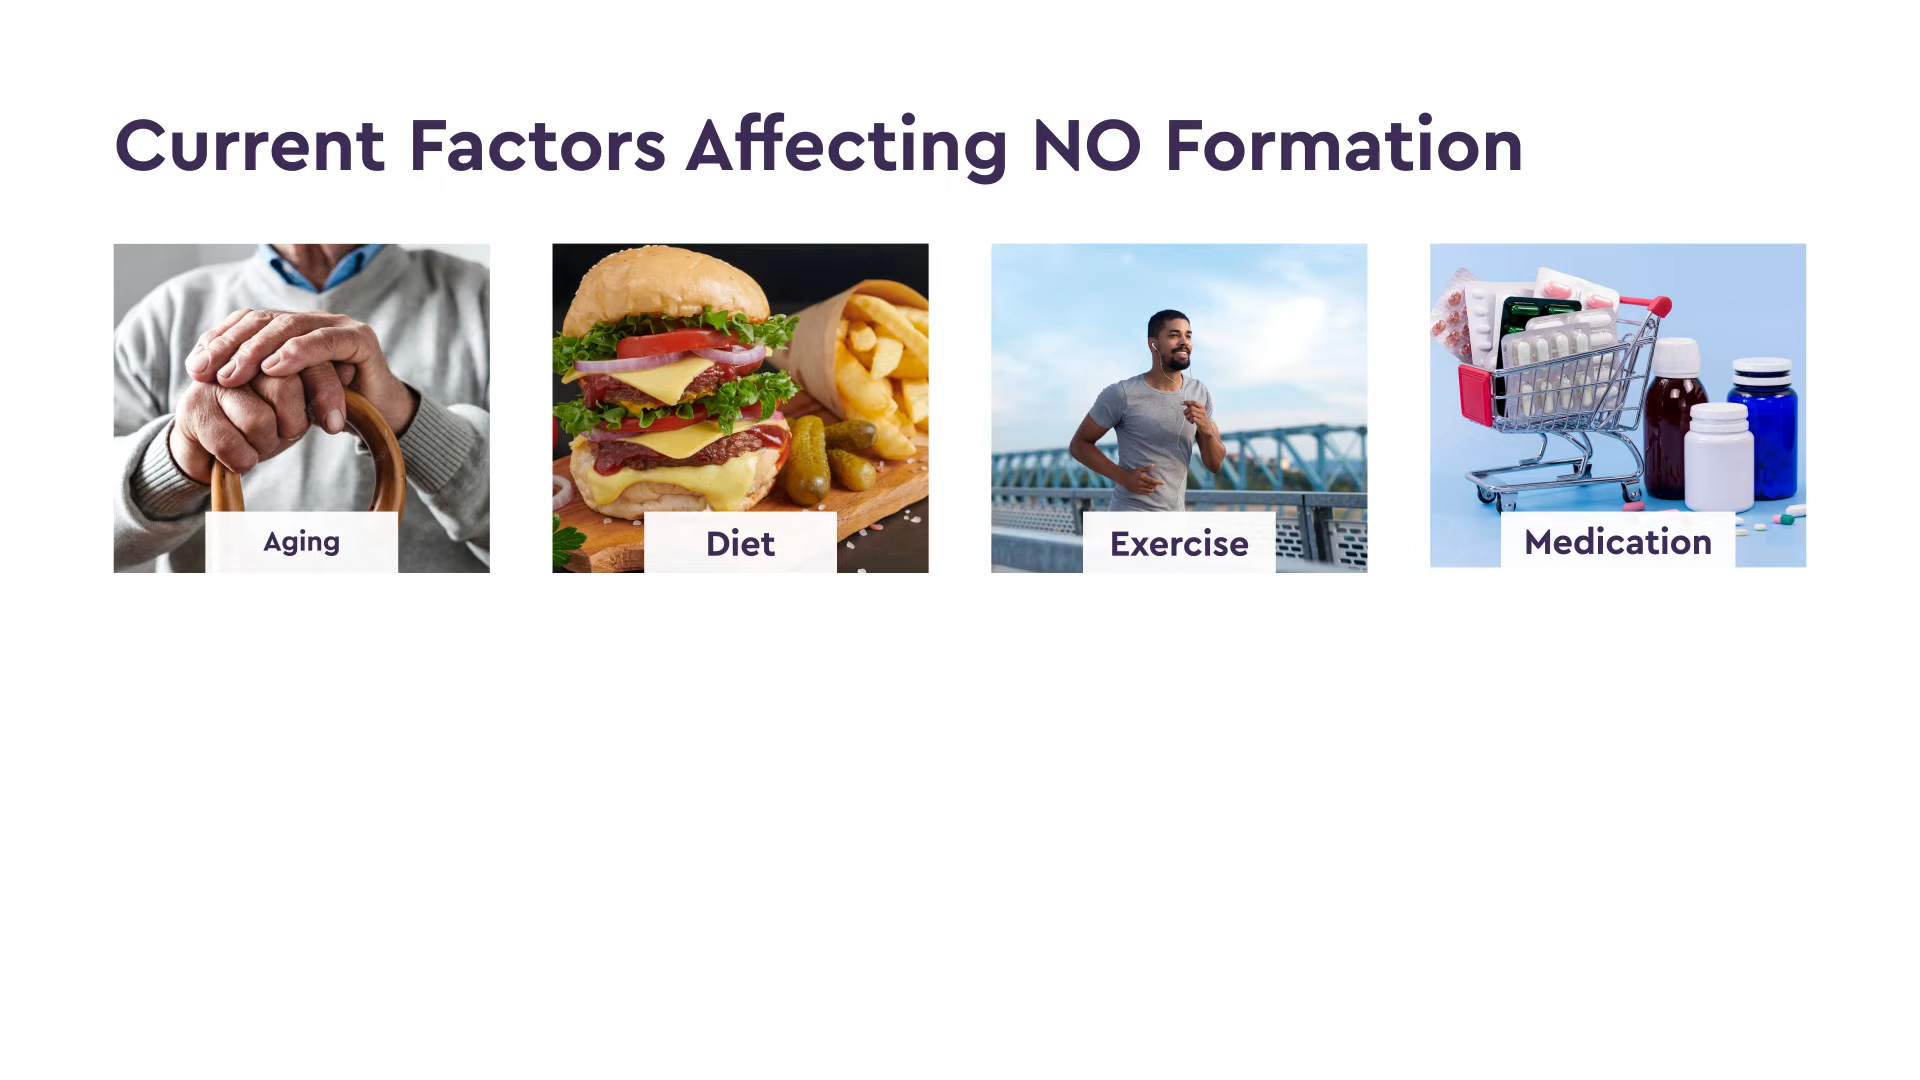 Current Factors Affecting NO Formation
Aging
Diet
Exercise
Medication